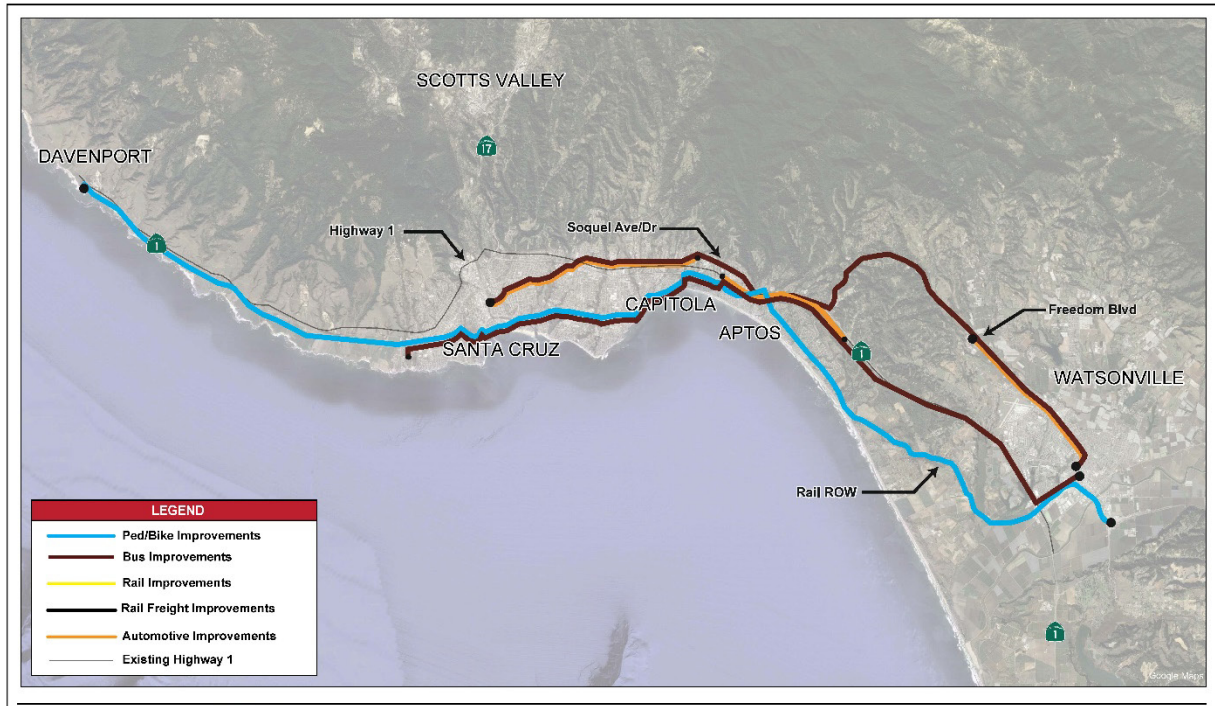 SCOTTS VALLEY
17
DAVENPORT
1
Highway 1
Soquel Ave/Dr
CAPITOLA
SANTA CRUZ
APTOS
Freedom Blvd
1
WATSONVILLE
Rail ROW
LEGEND
Ped/Bike Improvements
Bus Improvements
Rail Improvements
Rail Freight Improvements
Automotive Improvements
Existing Highway 1
1
Google Maps